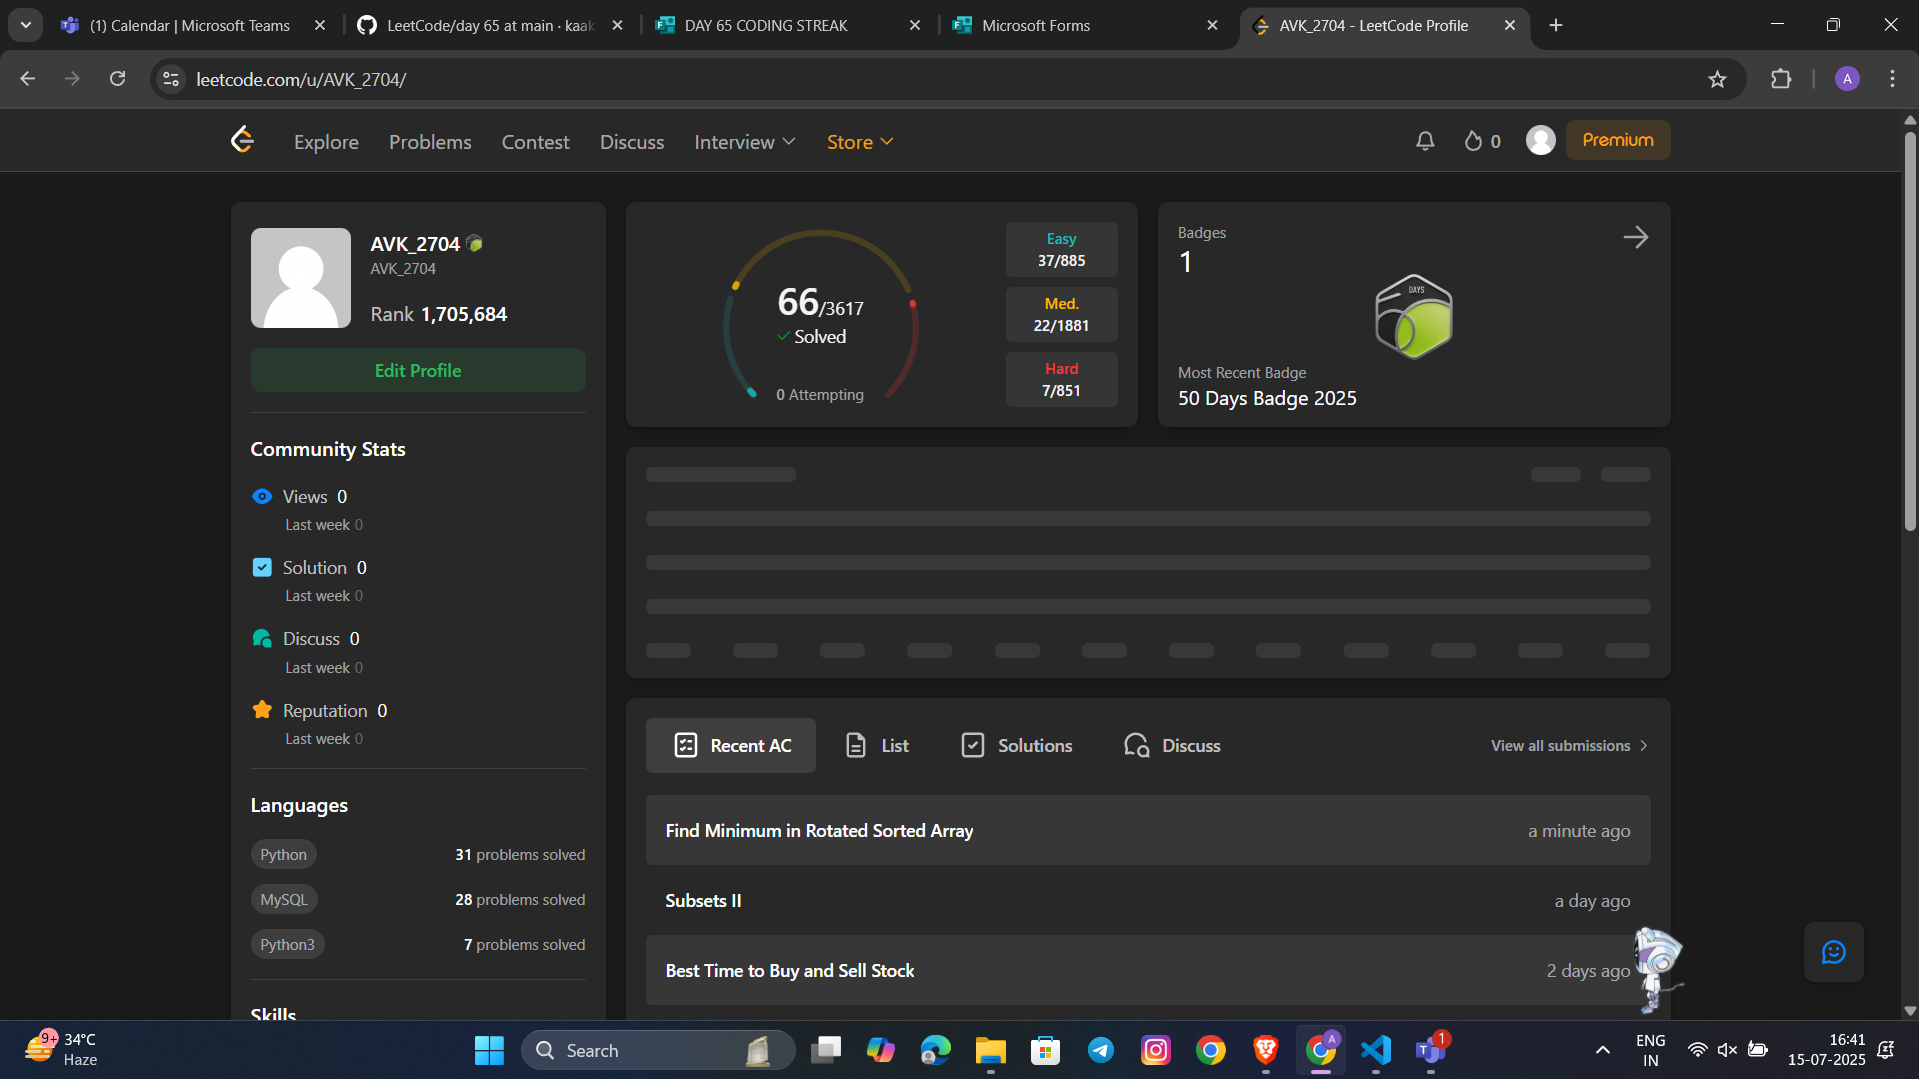 (1) Calendar | Microsoft Teams
LeetCode/day 65 at main · kaak
DAY 65 CODING STREAK
Microsoft Forms
AVK_2704 - LeetCode Profile
leetcode.com/u/AVK_2704/
A
Explore
Problems
Contest
Discuss
Interview
Store
0
Premium
AVK_2704
AVK_2704
Rank 1,705,684
Edit Profile
Community Stats
Views 0
Last week 0
Solution 0
Last week 0
Discuss 0
Last week 0
Reputation 0
Last week 0
Languages
Python 31 problems solved
MySQL 28 problems solved
Python3 7 problems solved
Skills
66/3617
Solved
0 Attempting
Easy
37/885
Med.
22/1881
Hard
7/851
Badges
1
DAYS
Most Recent Badge
50 Days Badge 2025
Recent AC
List
Solutions
Discuss
View all submissions
Find Minimum in Rotated Sorted Array a minute ago
Subsets II a day ago
Best Time to Buy and Sell Stock 2 days ago
9+
34°C
Haze
Search
A
1
ENG
IN
16:41
15-07-2025